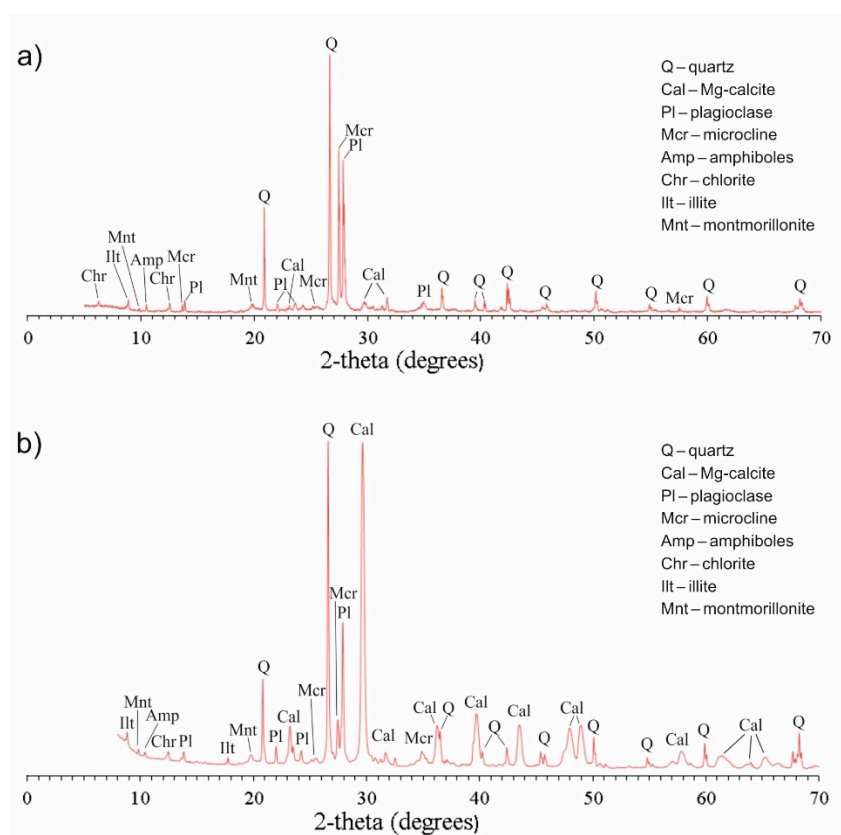 a)
Q
Mcr
Pl
Q
Chr
Ilt
Mnt
Amp
Chr
Mcr
Pl
Mnt
Pl
Cal
Mcr
Cal
Pl
Q
Q
Q
Q
Q
Q
Mcr
Q
Q
Q – quartz
Cal – Mg-calcite
Pl – plagioclase
Mcr – microcline
Amp – amphiboles
Chr – chlorite
Ilt – illite
Mnt – montmorillonite
0 10 20 30 40 50 60 70
2-theta (degrees)
b)
Q
Cal
Mcr
Pl
Q
Ilt
Mnt
Amp
Chr
Pl
Ilt
Mnt
Pl
Cal
Pl
Mcr
Cal
Mcr
Cal
Q
Cal
Q
Cal
Q
Cal
Q
Q
Cal
Q
Cal
Q
Q – quartz
Cal – Mg-calcite
Pl – plagioclase
Mcr – microcline
Amp – amphiboles
Chr – chlorite
Ilt – illite
Mnt – montmorillonite
0 10 20 30 40 50 60 70
2-theta (degrees)